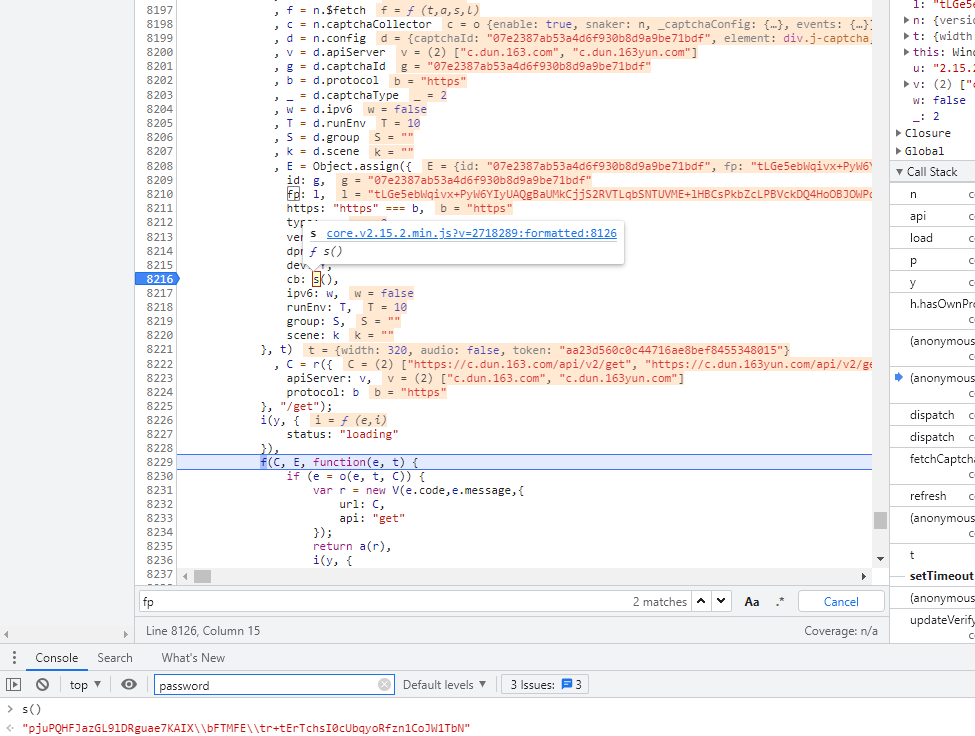 8197 , f = n.$fetch f = ƒ (t,a,s,l)
8198 , c = n.captchaCollector c = o {enable: true, snaker: n, _captchaConfig: {…}, events: {…}
8199 , d = n.config d = {captchaId: "07e2387ab53a4d6f930b8d9a9be71bdf", element: div.j-captcha,
8200 , v = d.apiServer v = (2) ["c.dun.163.com", "c.dun.163yun.com"]
8201 , g = d.captchaId g = "07e2387ab53a4d6f930b8d9a9be71bdf"
8202 , b = d.protocol b = "https"
8203 , _ = d.captchaType _ = 2
8204 , w = d.ipv6 w = false
8205 , T = d.runEnv T = 10
8206 , S = d.group S = ""
8207 , k = d.scene k = ""
8208 , E = Object.assign({ E = {id: "07e2387ab53a4d6f930b8d9a9be71bdf", fp: "tLGe5ebWqivx+PyW6Y
8209 id: g, g = "07e2387ab53a4d6f930b8d9a9be71bdf"
8210 fp: l, l = "tLGe5ebWqivx+PyW6YIyUAQgBaUMkCjjS2RVTLqbSNTUVME+lHBCsPkbZcLPBVckDQ4HoOBJOWPc
8211 https: "https" === b, b = "https"
8212
8213 ver
8214 dpr
8215 dev
8216 cb: s(),
s core.v2.15.2.min.js?v=2718289:formatted:8126
ƒ s()
8217 ipv6: w, w = false
8218 runEnv: T, T = 10
8219 group: S, S = ""
8220 scene: k k = ""
8221 }, t) t = {width: 320, audio: false, token: "aa23d560c0c44716ae8bef8455348015"}
8222 , C = r({ C = (2) ["https://c.dun.163.com/api/v2/get", "https://c.dun.163yun.com/api/v2/ge
8223 apiServer: v, v = (2) ["c.dun.163.com", "c.dun.163yun.com"]
8224 protocol: b b = "https"
8225 }, "/get");
8226 i(y, { i = ƒ (e,i)
8227 status: "loading"
8228 }),
8229 f(C, E, function(e, t) {
8230 if (e = o(e, t, C)) {
8231 var r = new V(e.code,e.message,{
8232 url: C,
8233 api: "get"
8234 });
8235 return a(r),
8236 i(y, {
8237
fp 2 matches Aa .* Cancel
Line 8126, Column 15 Coverage: n/a
l: "tLGe5
n: {versi
t: {width
this: Wind
u: "2.15.2
v: (2) ["c
w: false
_: 2
Closure
Global
Call Stack
n
api
load
p
y
h.hasOwnPro
(anonymous
(anonymous
dispatch
dispatch
fetchCaptcha
refresh
(anonymous
t
setTimeout
(anonymous
updateVerify
Console Search What's New
top password Default levels 3 Issues: 3
> s()
"pjuPQHFJazGL9lDRguae7KAIX\\bFTMFE\\tr+tErTchsI0cUbqyoRfzn1CoJW1TbN"